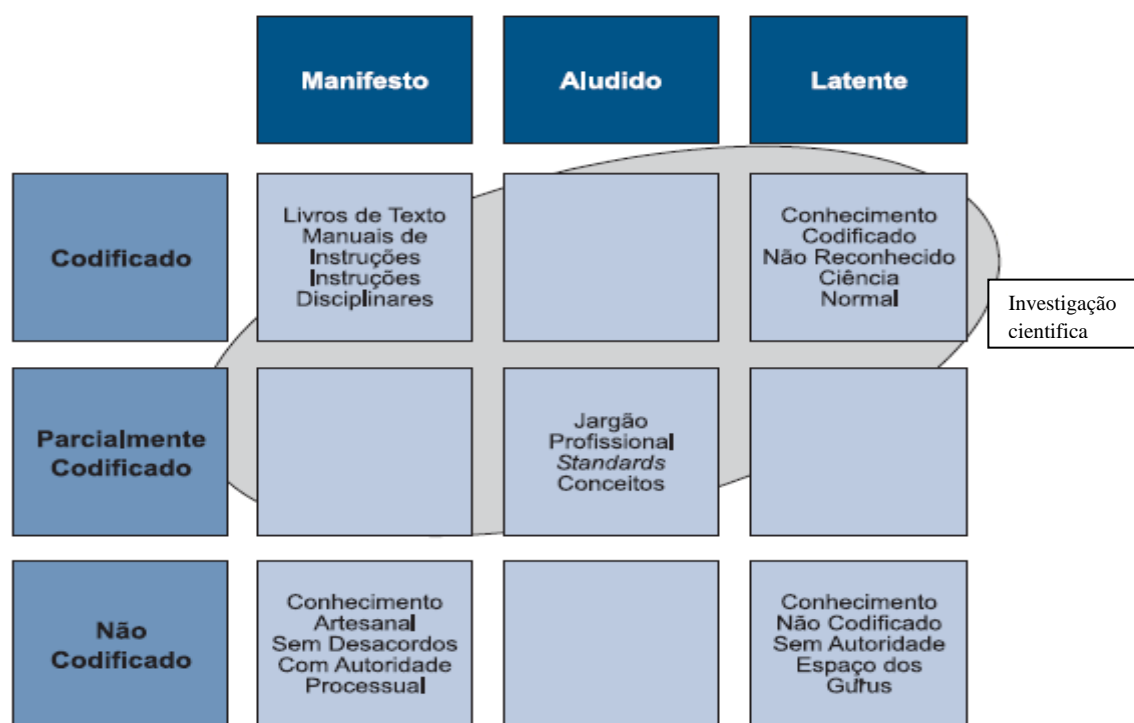 Manifesto
Aludido
Latente
Codificado
Livros de Texto
Manuais de
Instruções
Instruções
Disciplinares
Conhecimento
Codificado
Não Reconhecido
Ciência
Normal
Investigação
cientifica
Parcialmente
Codificado
Jargão
Profissional
Standards
Conceitos
Não
Codificado
Conhecimento
Artesanal
Sem Desacordos
Com Autoridade
Processual
Conhecimento
Não Codificado
Sem Autoridade
Espaço dos
Gurus